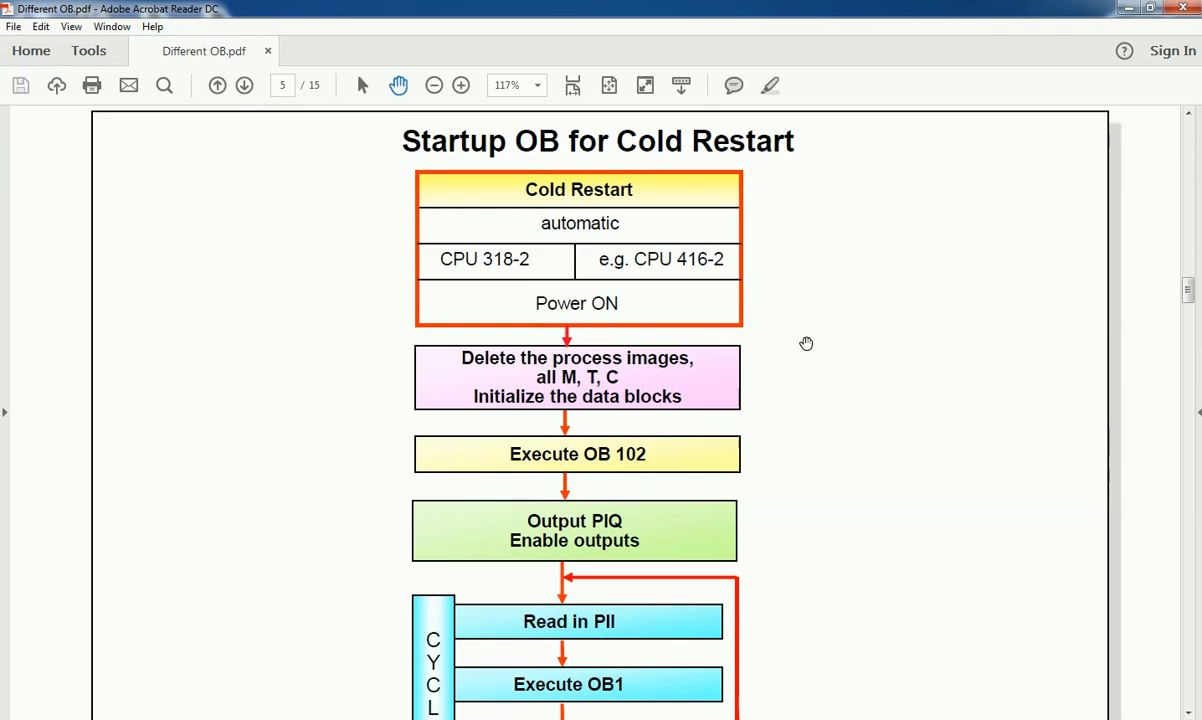 Different OB.pdf - Adobe Acrobat Reader DC
File Edit View Window Help
Home Tools Different OB.pdf × ? Sign In
5 / 15 117%
Startup OB for Cold Restart
Cold Restart
automatic
CPU 318-2 e.g. CPU 416-2
Power ON
Delete the process images,
all M, T, C
Initialize the data blocks
Execute OB 102
Output PIQ
Enable outputs
Read in PII
Execute OB1
C
Y
C
L